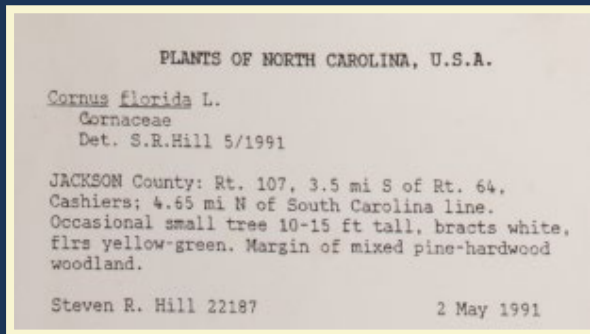 PLANTS OF NORTH CAROLINA, U.S.A.
Cornus florida L.
Cornaceae
Det. S.R.Hill 5/1991
JACKSON County: Rt. 107, 3.5 mi S of Rt. 64,
Cashiers; 4.65 mi N of South Carolina line.
Occasional small tree 10-15 ft tall, bracts white,
flrs yellow-green. Margin of mixed pine-hardwood
woodland.
Steven R. Hill 22187 2 May 1991